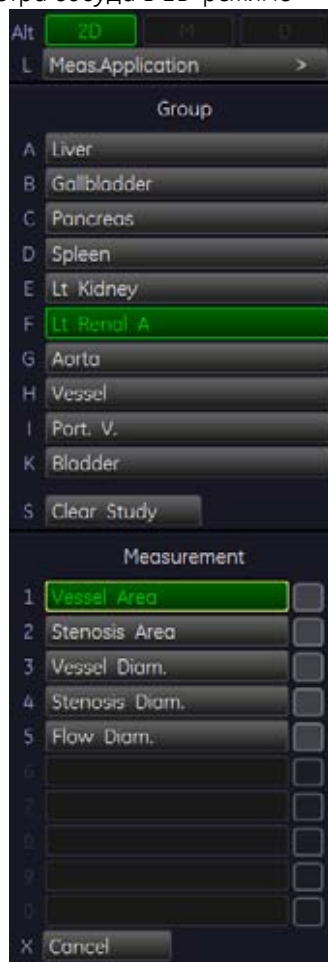 Alt 2D M D
L Meas.Application >
Group
A Liver
B Gallbladder
C Pancreas
D Spleen
E Lt Kidney
F Lt Renal A
G Aorta
H Vessel
I Port. V.
K Bladder
S Clear Study
Measurement
1 Vessel Area
2 Stenosis Area
3 Vessel Diam.
4 Stenosis Diam.
5 Flow Diam.
6
7
8
9
0
X Cancel